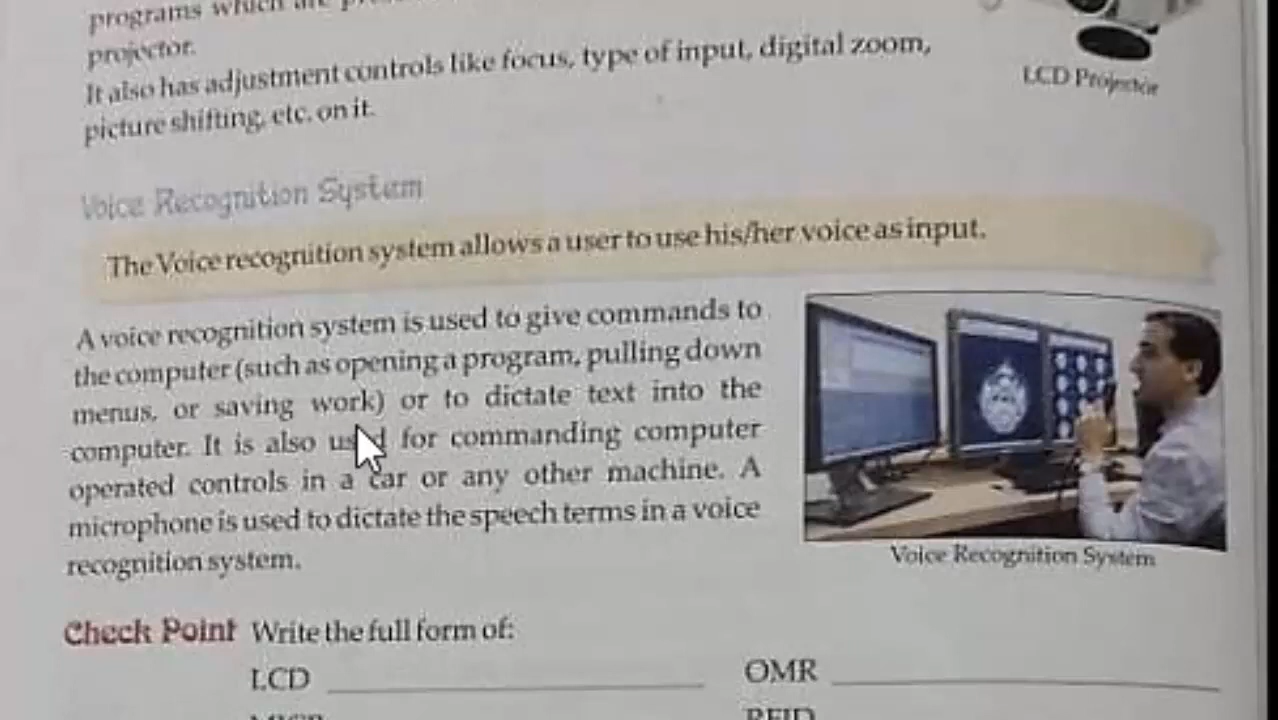 programs which are
projector.
It also has adjustment controls like focus, type of input, digital zoom,
picture shifting, etc. on it.
LCD Projector
Voice Recognition System
The Voice recognition system allows a user to use his/her voice as input.
A voice recognition system is used to give commands to
the computer (such as opening a program, pulling down
menus, or saving work) or to dictate text into the
computer. It is also used for commanding computer
operated controls in a car or any other machine. A
microphone is used to dictate the speech terms in a voice
recognition system.
Voice Recognition System
Check Point Write the full form of:
LCD OMR
RFID